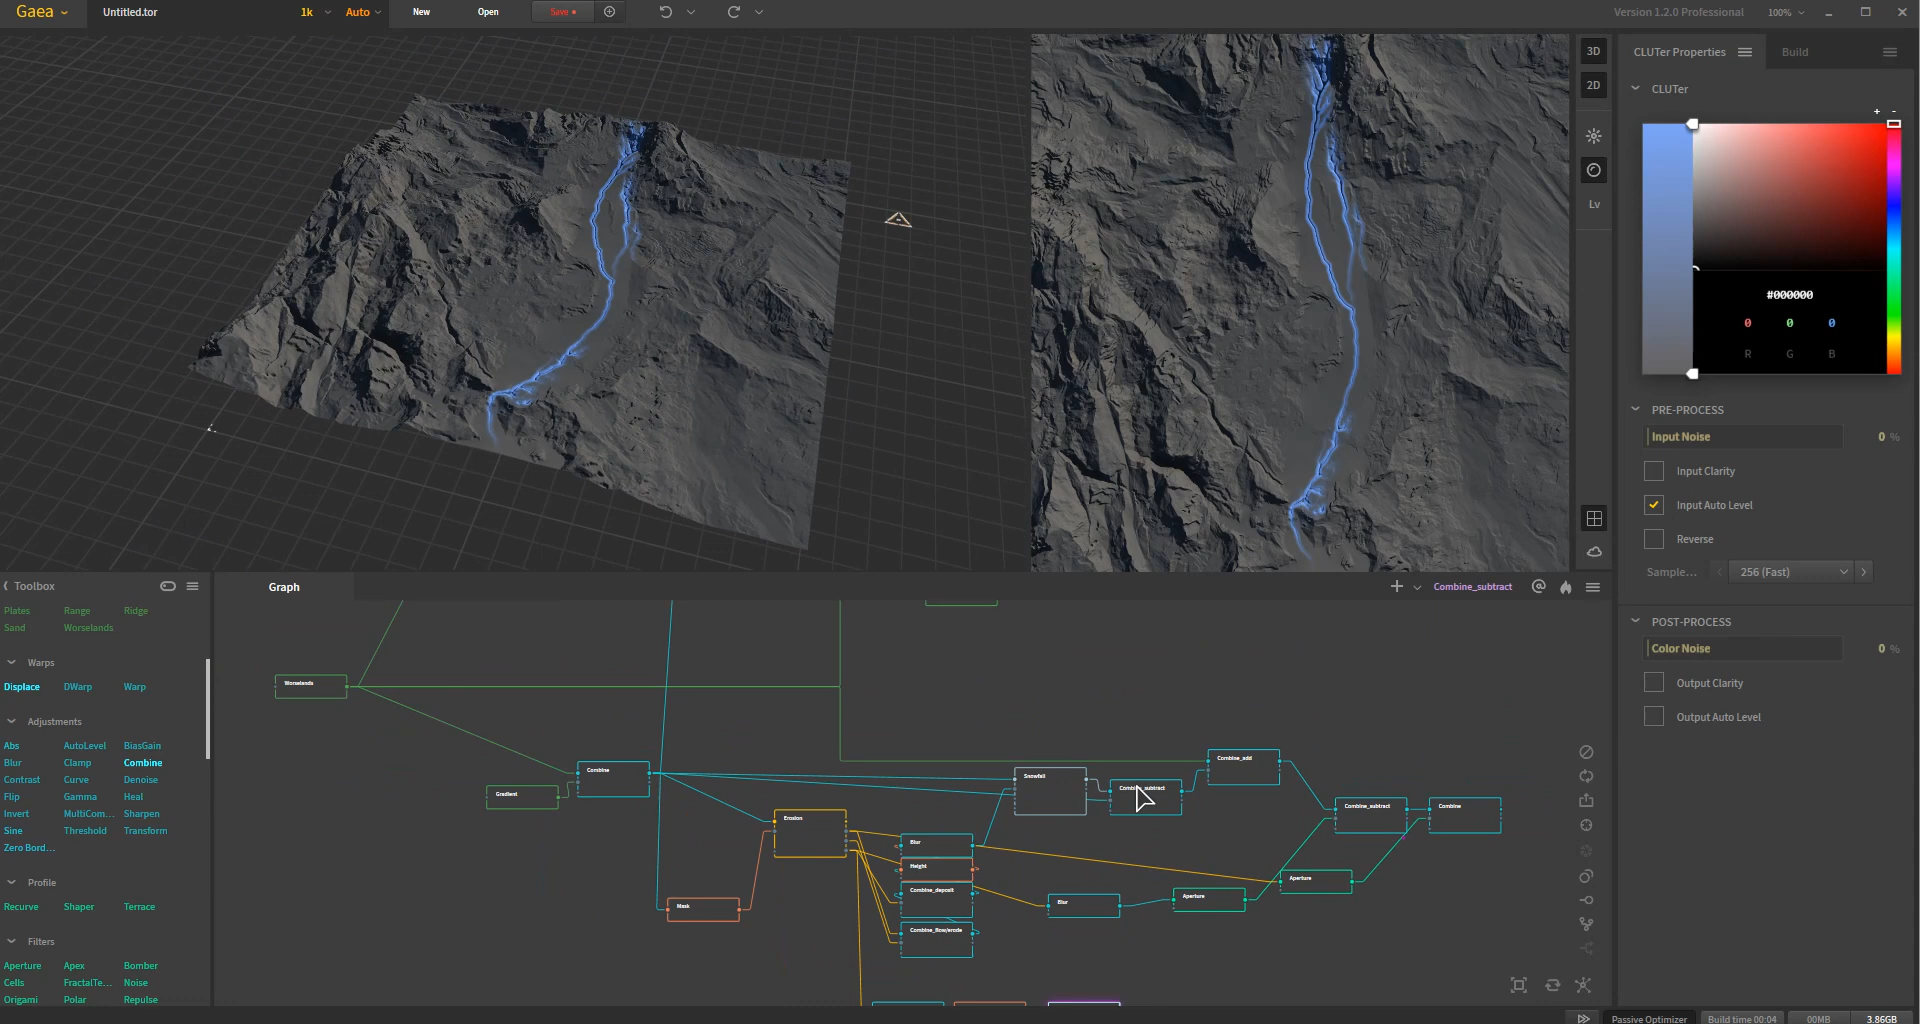 Gaea
Untitled.tor
1k
Auto
New
Open
Save
Version 1.2.0 Professional
100%
3D
2D
Lv
CLUTer Properties
Build
CLUTer
+ -
#000000
0 0 0
R G B
PRE-PROCESS
Input Noise 0 %
Input Clarity
Input Auto Level
Reverse
Sample... 256 (Fast)
POST-PROCESS
Color Noise 0 %
Output Clarity
Output Auto Level
Toolbox
Plates Range Ridge
Sand Worselands
Warps
Displace DWarp Warp
Adjustments
Abs AutoLevel BiasGain
Blur Clamp Combine
Contrast Curve Denoise
Flip Gamma Heal
Invert MultiCom... Sharpen
Sine Threshold Transform
Zero Bord...
Profile
Recurve Shaper Terrace
Filters
Aperture Apex Bomber
Cells FractalTe... Noise
Origami Polar Repulse
Graph
Combine_subtract
Worselands
Gradient
Combine
Mask
Erosion
Blur
Height
Combine_deposit
Combine_flow/erode
Snowfall
Combine_subtract
Combine_add
Combine_subtract
Combine
Blur
Aperture
Aperture
Passive Optimizer
Build time 00:04
00MB
3.86GB